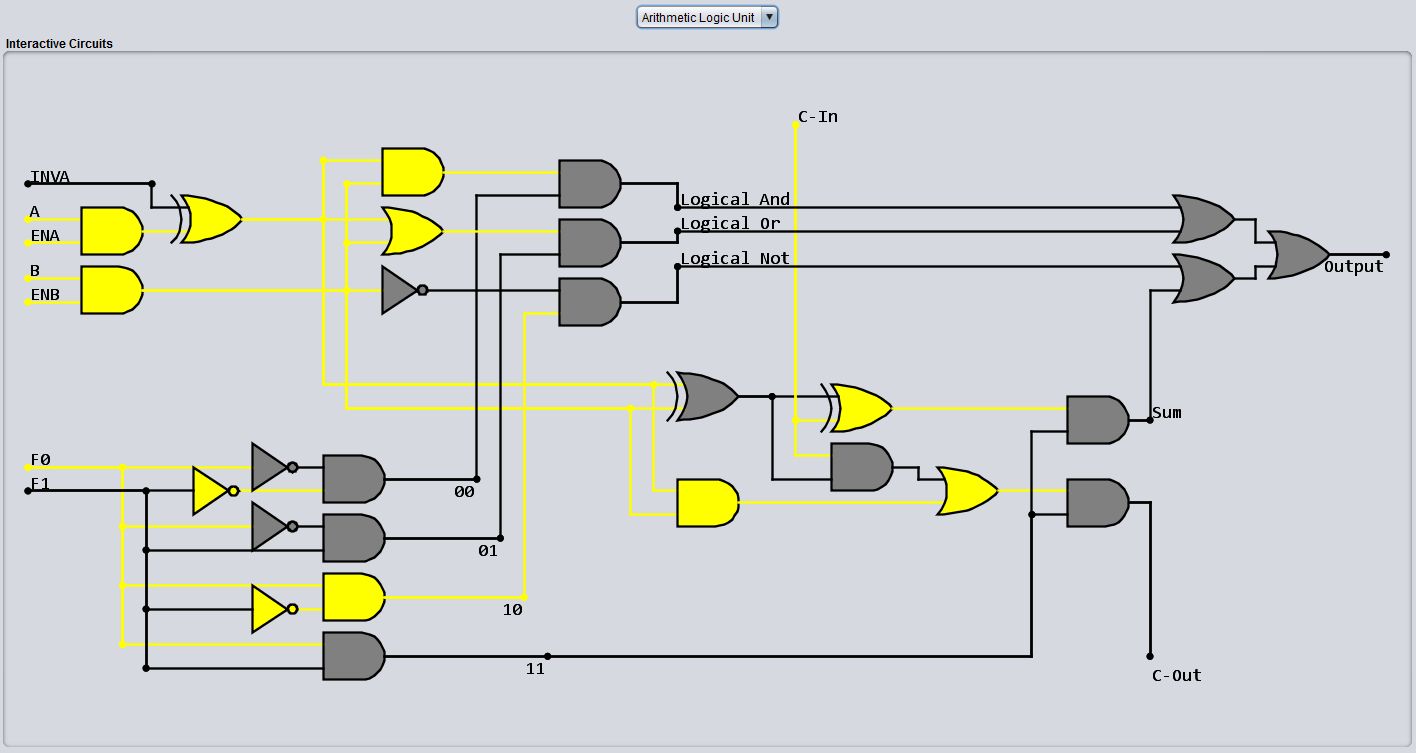 Arithmetic Logic Unit
Interactive Circuits
C-In
INVA
A
ENA
B
ENB
Logical And
Logical Or
Logical Not
Output
Sum
F0
F1
00
01
10
11
C-Out